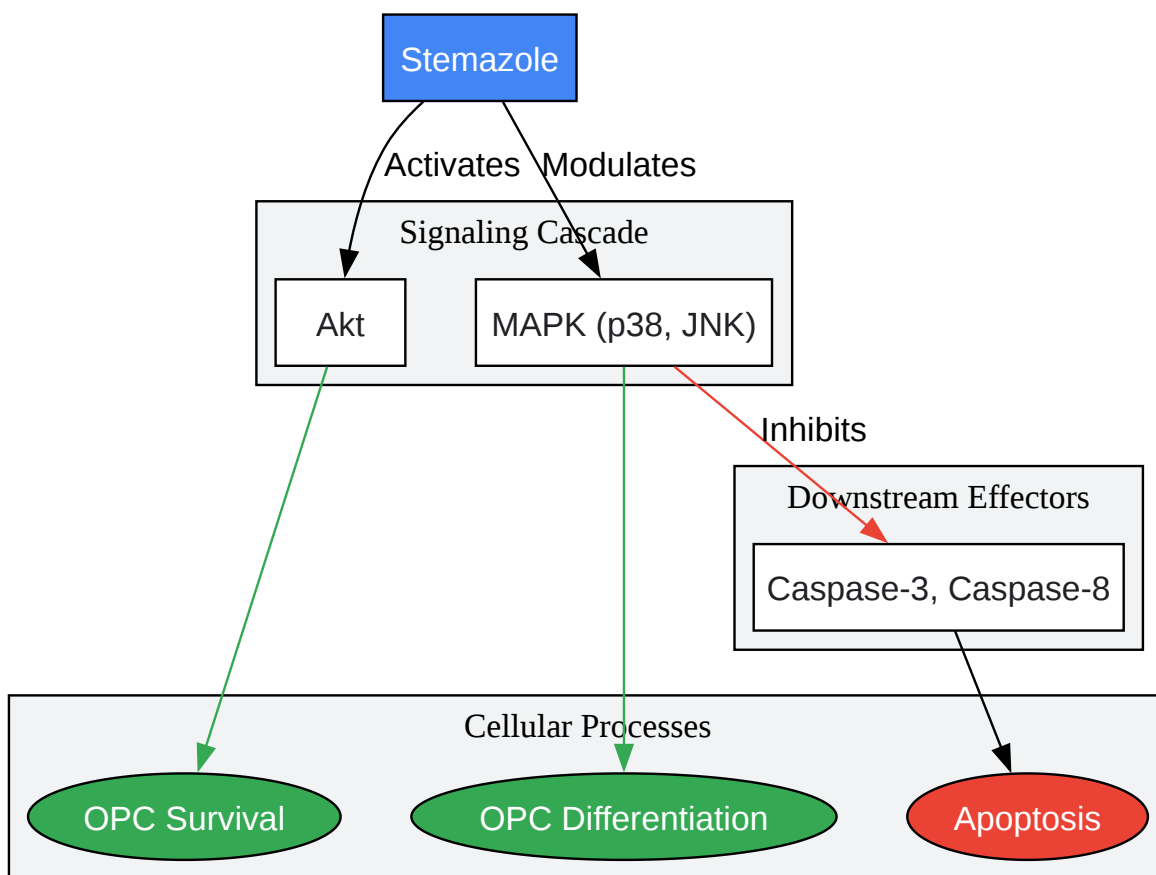 Stemazole
Activates
Modulates
Signaling Cascade
Akt
MAPK (p38, JNK)
Inhibits
Downstream Effectors
Caspase-3, Caspase-8
Cellular Processes
OPC Survival
OPC Differentiation
Apoptosis